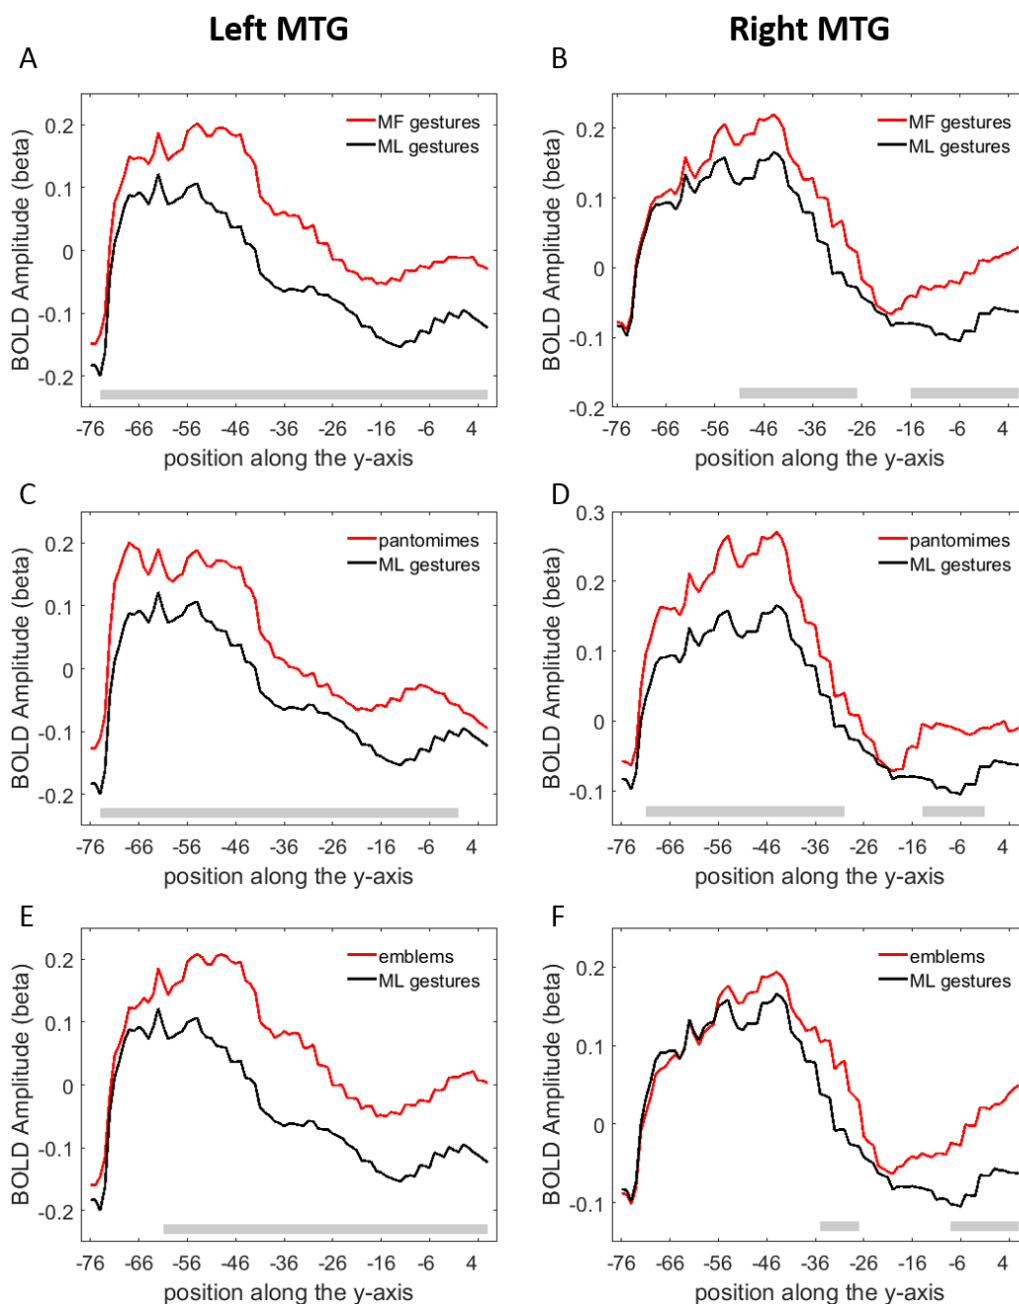 Left MTG
Right MTG
A
B
MF gestures
ML gestures
0.2
0.1
0
-0.1
-0.2
BOLD Amplitude (beta)
-76 -66 -56 -46 -36 -26 -16 -6 4
position along the y-axis
MF gestures
ML gestures
0.2
0.1
0
-0.1
-0.2
BOLD Amplitude (beta)
-76 -66 -56 -46 -36 -26 -16 -6 4
position along the y-axis
C
D
pantomimes
ML gestures
0.2
0.1
0
-0.1
-0.2
BOLD Amplitude (beta)
-76 -66 -56 -46 -36 -26 -16 -6 4
position along the y-axis
pantomimes
ML gestures
0.3
0.2
0.1
0
-0.1
BOLD Amplitude (beta)
-76 -66 -56 -46 -36 -26 -16 -6 4
position along the y-axis
E
F
emblems
ML gestures
0.2
0.1
0
-0.1
-0.2
BOLD Amplitude (beta)
-76 -66 -56 -46 -36 -26 -16 -6 4
position along the y-axis
emblems
ML gestures
0.2
0.1
0
-0.1
BOLD Amplitude (beta)
-76 -66 -56 -46 -36 -26 -16 -6 4
position along the y-axis